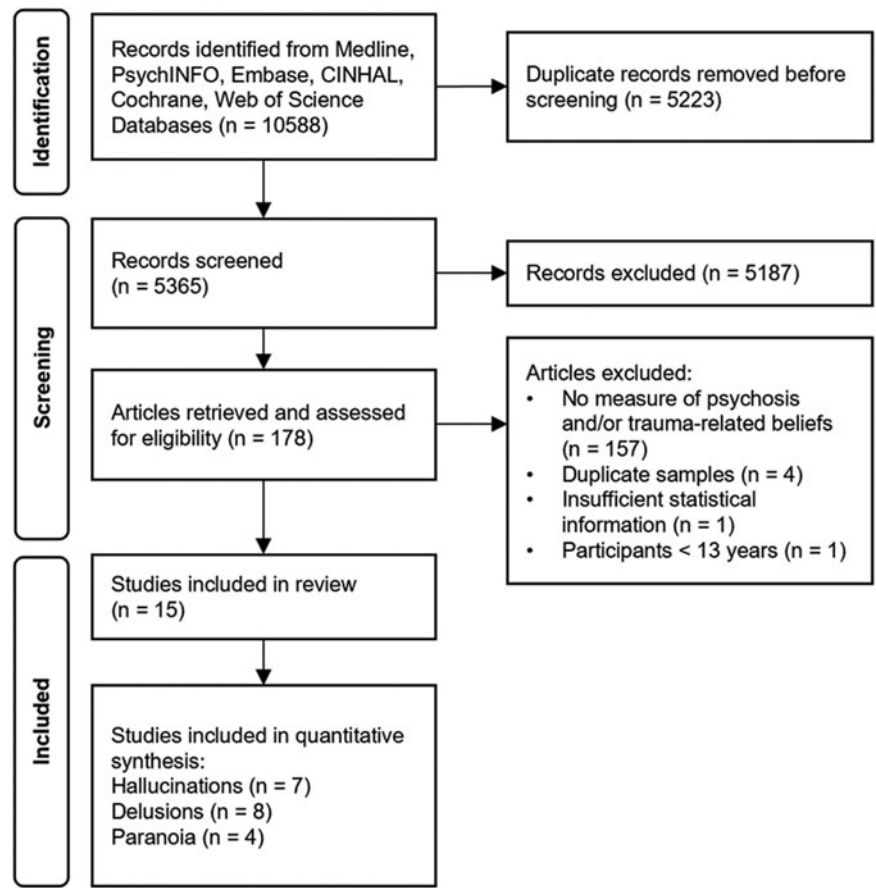 Identification
Records identified from Medline,
PsychINFO, Embase, CINHAL,
Cochrane, Web of Science
Databases (n = 10588)
Duplicate records removed before
screening (n = 5223)
Screening
Records screened
(n = 5365)
Records excluded (n = 5187)
Articles retrieved and assessed
for eligibility (n = 178)
Articles excluded:
• No measure of psychosis
and/or trauma-related beliefs
(n = 157)
• Duplicate samples (n = 4)
• Insufficient statistical
information (n = 1)
• Participants < 13 years (n = 1)
Included
Studies included in review
(n = 15)
Studies included in quantitative
synthesis:
Hallucinations (n = 7)
Delusions (n = 8)
Paranoia (n = 4)